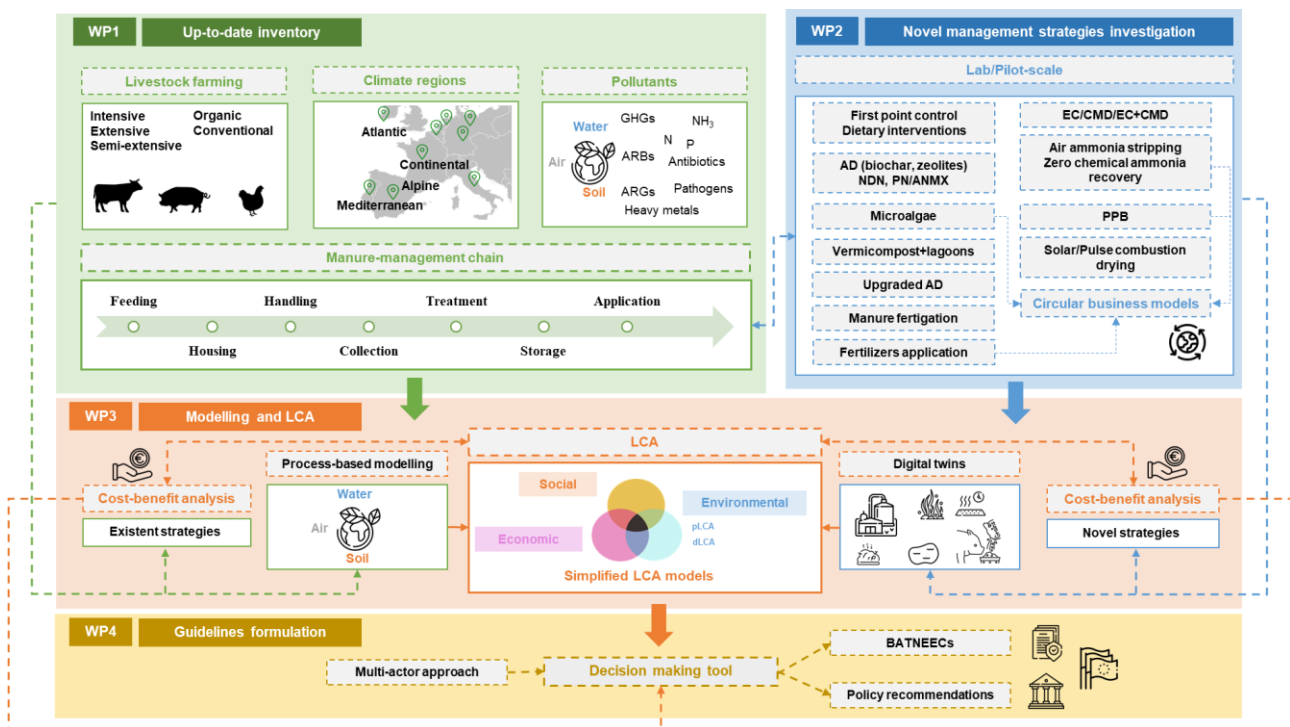 WP1
Up-to-date inventory
Livestock farming
Intensive
Extensive
Semi-extensive
Organic
Conventional
Climate regions
Atlantic
Continental
Alpine
Mediterranean
Pollutants
Water
Air
Soil
GHGs
NH3
N
P
ARBs
Antibiotics
ARGs
Pathogens
Heavy metals
Manure-management chain
Feeding
Handling
Treatment
Application
Housing
Collection
Storage
WP2
Novel management strategies investigation
Lab/Pilot-scale
First point control
Dietary interventions
AD (biochar, zeolites)
NDN, PN/ANMX
Microalgae
Vermicompost+lagoons
Upgraded AD
Manure fertigation
Fertilizers application
EC/CMD/EC+CMD
Air ammonia stripping
Zero chemical ammonia
recovery
PPB
Solar/Pulse combustion
drying
Circular business models
WP3
Modelling and LCA
Cost-benefit analysis
Existent strategies
Process-based modelling
Water
Air
Soil
LCA
Social
Environmental
pLCA
dLCA
Economic
Simplified LCA models
Digital twins
Cost-benefit analysis
Novel strategies
WP4
Guidelines formulation
Multi-actor approach
Decision making tool
BATNEECs
Policy recommendations